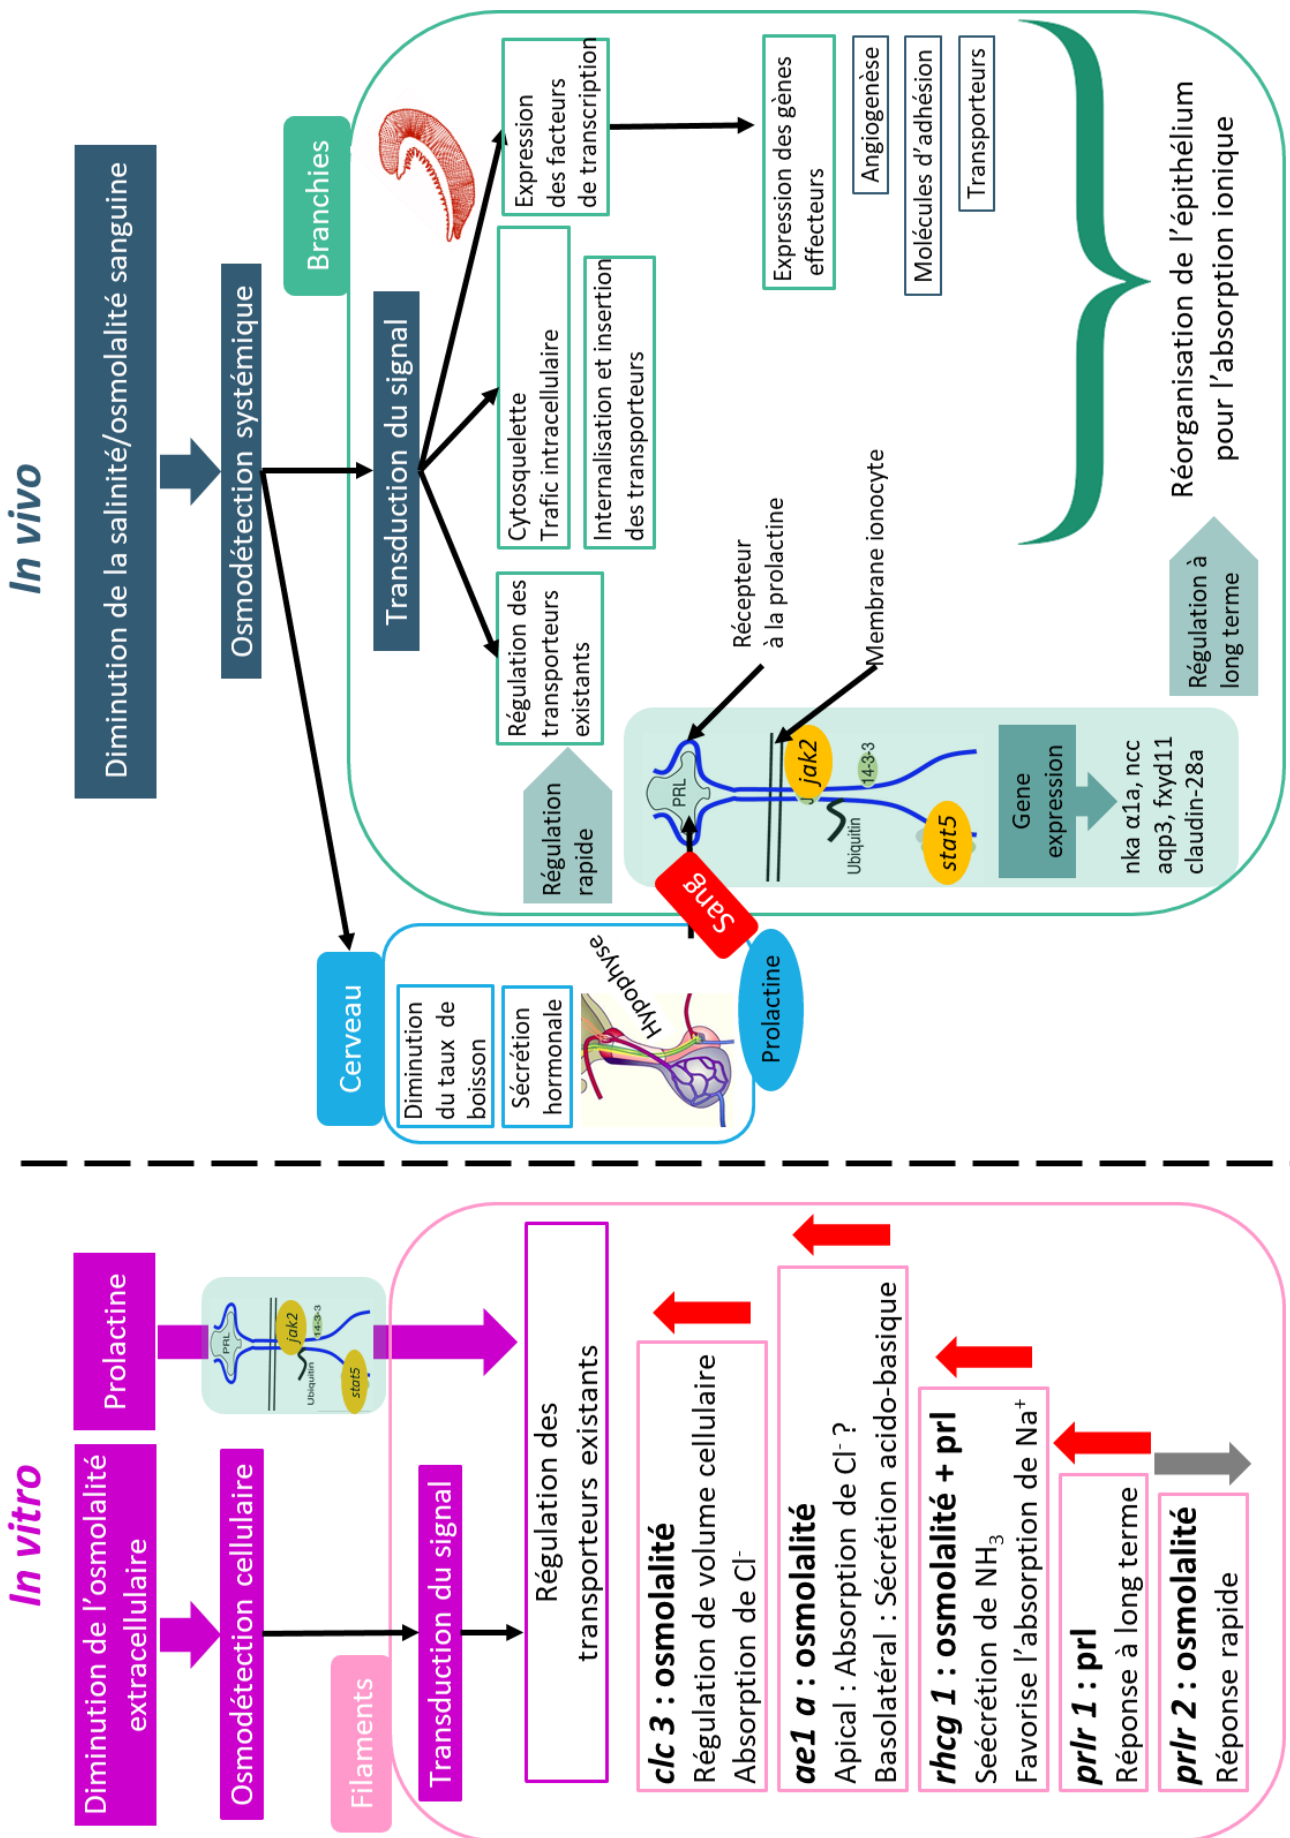 In vitro
Diminution de l'osmolalité
extracellulaire
Prolactine
Osmodétection cellulaire
PRL
jak2
14-3-3
Ubiquitin
stat5
Filaments
Transduction du signal
Régulation des
transporteurs existants
clc 3 : osmolalité
Régulation de volume cellulaire
Absorption de Cl⁻
ae1 a : osmolalité
Apical : Absorption de Cl⁻ ?
Basolatéral : Sécrétion acido-basique
rhcg 1 : osmolalité + prl
Seécrétion de NH₃
Favorise l'absorption de Na⁺
prlr 1 : prl
Réponse à long terme
prlr 2 : osmolalité
Réponse rapide
In vivo
Diminution de la salinité/osmolalité sanguine
Osmodétection systémique
Cerveau
Diminution
du taux de
boisson
Sécrétion
hormonale
Hypophyse
Prolactine
Sang
Branchies
Transduction du signal
Régulation
rapide
Régulation des
transporteurs
existants
Cytosquelette
Trafic intracellulaire
Internalisation et insertion
des transporteurs
Expression
des facteurs
de transcription
Expression des gènes
effecteurs
Angiogenèse
Molécules d'adhésion
Transporteurs
PRL
Récepteur
à la prolactine
Membrane ionocyte
jak2
14-3-3
Ubiquitin
stat5
Gene
expression
nka α1a, ncc
aqp3, fxyd11
claudin-28a
Régulation à
long terme
Réorganisation de l'épithélium
pour l'absorption ionique